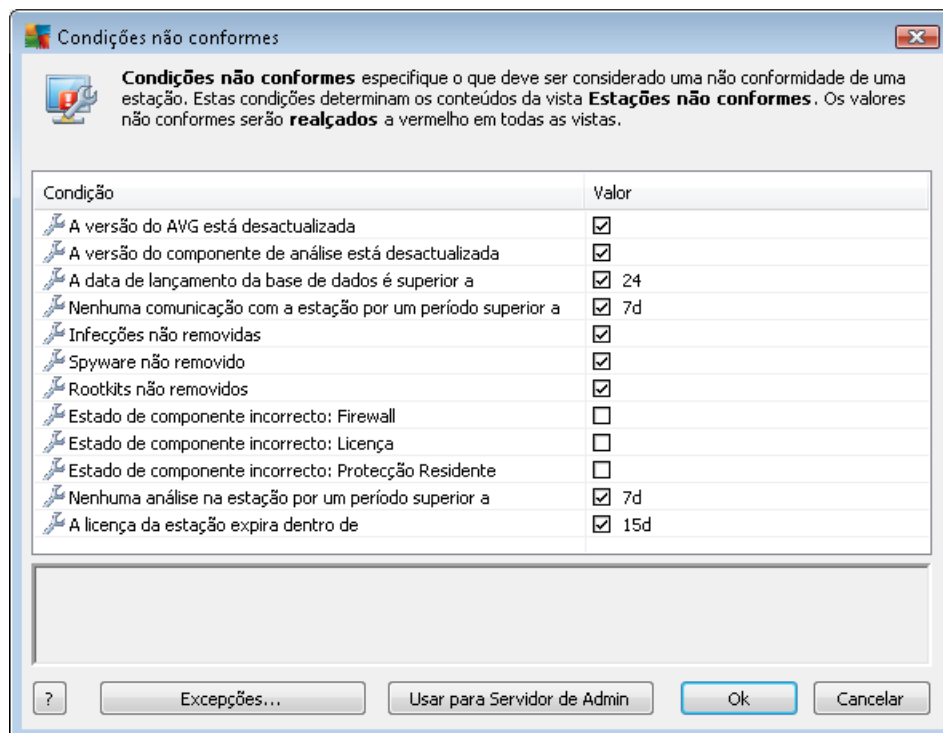 Condições não conformes
Condições não conformes especifique o que deve ser considerado uma não conformidade de uma
estação. Estas condições determinam os conteúdos da vista Estações não conformes. Os valores
não conformes serão realçados a vermelho em todas as vistas.
Condição Valor
A versão do AVG está desactualizada
A versão do componente de análise está desactualizada
A data de lançamento da base de dados é superior a 24
Nenhuma comunicação com a estação por um período superior a 7d
Infecções não removidas
Spyware não removido
Rootkits não removidos
Estado de componente incorrecto: Firewall
Estado de componente incorrecto: Licença
Estado de componente incorrecto: Protecção Residente
Nenhuma análise na estação por um período superior a 7d
A licença da estação expira dentro de 15d
? Excepções... Usar para Servidor de Admin Ok Cancelar